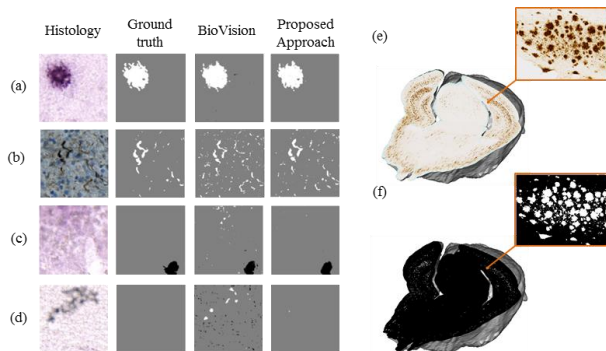 Histology
Ground truth
BioVision
Proposed Approach
(a)
(b)
(c)
(d)
(e)
(f)